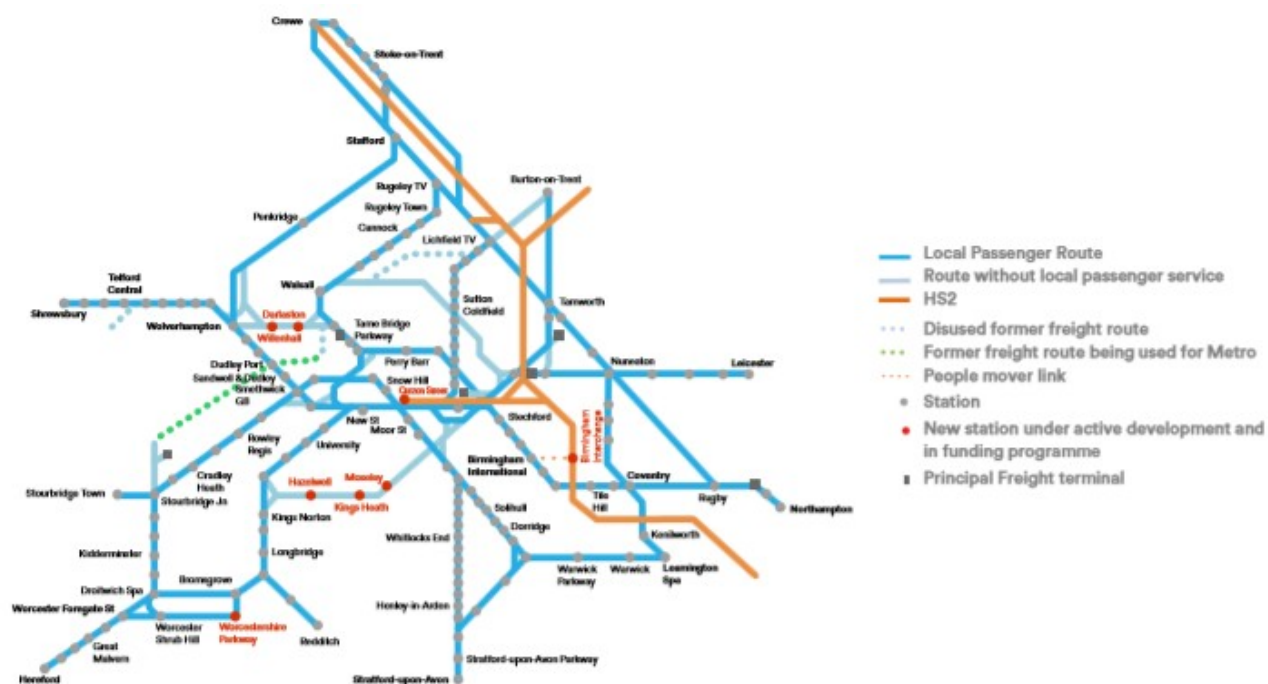 Crewe
Stoke-on-Trent
Stafford
Rugeley TV
Burton-on-Trent
Rugeley Town
Penkridge
Cannock
Lichfield TV
Local Passenger Route
Route without local passenger service
HS2
Telford
Central
Walsall
Sutton
Coldfield
Tamworth
Shrewsbury
Wolverhampton
Darlaston
Willenhall
Tame Bridge
Parkway
Disused former freight route
Former freight route being used for Metro
People mover link
Station
New station under active development and
in funding programme
Principal Freight terminal
Dudley Port
Sandwell & Dudley
Smethwick
GB
Perry Barr
Snow Hill
Curzon Street
Nuneaton
Leicester
New St
Moor St
Stechford
Rowley
Regis
University
Birmingham
International
Birmingham
Interchange
Cradley
Heath
Stourbridge Town
Stourbridge Jn
Hazelwell
Moseley
Kings Heath
Coventry
Tile
Hill
Rugby
Northampton
Kings Norton
Solihull
Dorridge
Whitlocks End
Kenilworth
Kidderminster
Longbridge
Warwick
Parkway
Warwick
Leamington
Spa
Droitwich Spa
Bromsgrove
Worcester Foregate St
Worcester
Shrub Hill
Worcestershire
Parkway
Henley-in-Arden
Redditch
Great
Malvern
Hereford
Stratford-upon-Avon Parkway
Stratford-upon-Avon